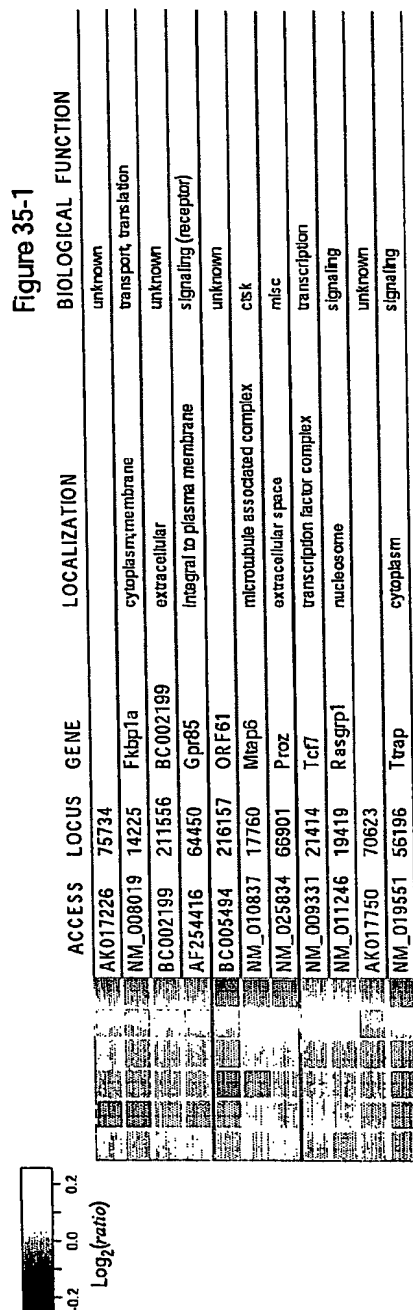 Figure 35-1
ACCESS LOCUS GENE LOCALIZATION BIOLOGICAL FUNCTION
AK017226 75734 unknown
NM_008019 14225 Fkbp1a cytoplasm;membrane transport, translation
BC002199 211556 BC002199 extracellular unknown
AF254416 64450 Gpr85 integral to plasma membrane signaling (receptor)
BC005494 216157 ORF61 unknown
NM_010837 17760 Mtap6 microtubule associated complex ctsk
NM_025834 66901 Proz extracellular space misc
NM_009331 21414 Tcf7 transcription factor complex transcription
NM_011246 19419 Rasgrp1 nucleosome signaling
AK017750 70623 unknown
NM_019551 56196 Ttrap cytoplasm signaling
-0.2 0.0 0.2
Log2(ratio)